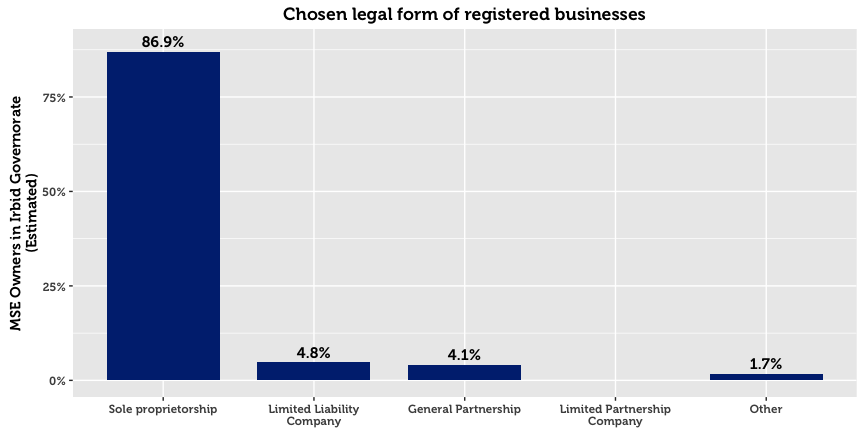 Chosen legal form of registered businesses
MSE Owners in Irbid Governorate
(Estimated)
75%
50%
25%
0%
86.9%
4.8%
4.1%
1.7%
Sole proprietorship
Limited Liability
Company
General Partnership
Limited Partnership
Company
Other